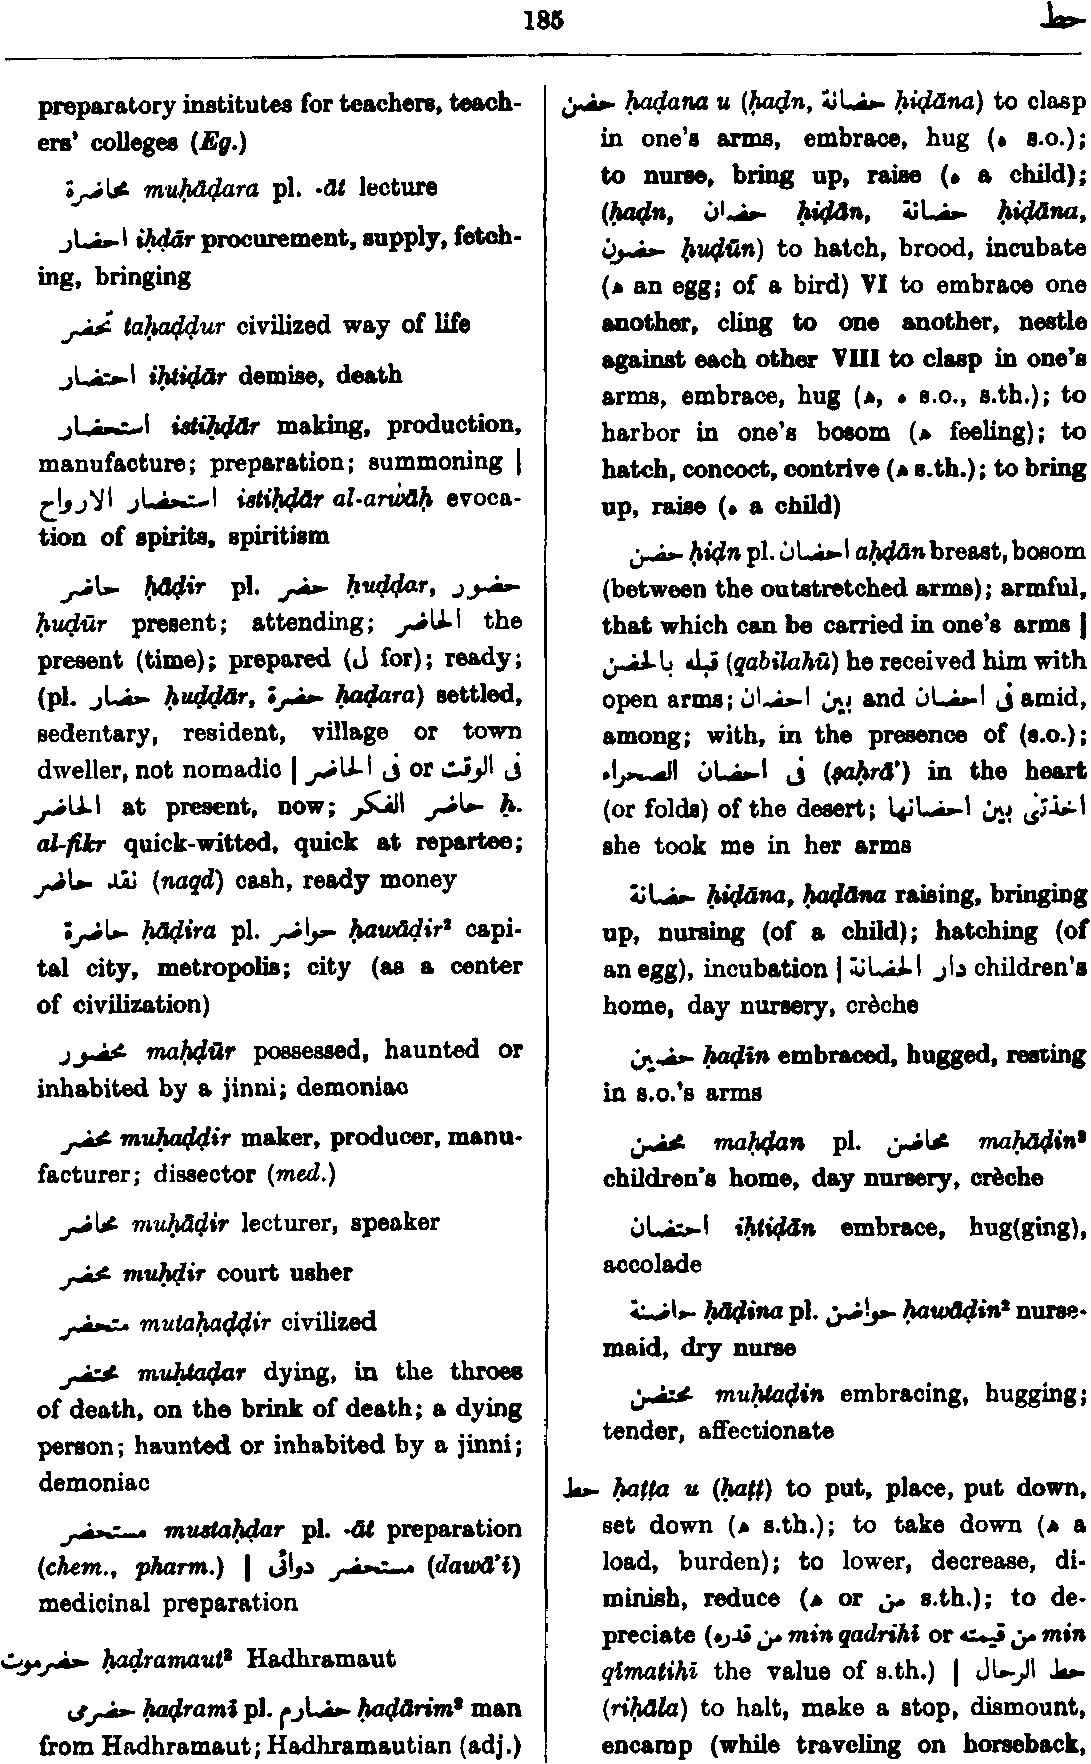 185
حط
preparatory institutes for teachers, teach-
ers' colleges (Eg.)
محاضرة muḥāḍara pl. -āt lecture
احضار iḥḍār procurement, supply, fetch-
ing, bringing
تحضر taḥaḍḍur civilized way of life
احتضار iḥtiḍār demise, death
استحضار istiḥḍār making, production,
manufacture; preparation; summoning |
استحضار الارواح istiḥḍār al-arwāḥ evoca-
tion of spirits, spiritism
حاضر ḥāḍir pl. حضر ḥuḍḍar, حضور
ḥuḍūr present; attending; الحاضر the
present (time); prepared (ل for); ready;
(pl. حضار ḥuḍḍār, حضرة ḥaḍara) settled,
sedentary, resident, village or town
dweller, not nomadic | فى الحاضر or فى الوقت
الحاضر at present, now; حاضر الفكر ḥ.
al-fikr quick-witted, quick at repartee;
نقد حاضر (naqd) cash, ready money
حاضرة ḥāḍira pl. حواضر ḥawāḍir² capi-
tal city, metropolis; city (as a center
of civilization)
محضور maḥḍūr possessed, haunted or
inhabited by a jinni; demoniac
محضر muḥaḍḍir maker, producer, manu-
facturer; dissector (med.)
محاضر muḥāḍir lecturer, speaker
محضر muḥḍir court usher
متحضر mutaḥaḍḍir civilized
محتضر muḥtaḍar dying, in the throes
of death, on the brink of death; a dying
person; haunted or inhabited by a jinni;
demoniac
مستحضر mustaḥḍar pl. -āt preparation
(chem., pharm.) | مستحضر دوائى (dawā'ī)
medicinal preparation
حضرموت ḥaḍramaut² Hadhramaut
حضرمى ḥaḍramī pl. حضارم ḥaḍārim² man
from Hadhramaut; Hadhramautian (adj.)
حضن ḥaḍana u (ḥaḍn, حضانة ḥiḍāna) to clasp
in one's arms, embrace, hug (ه s.o.);
to nurse, bring up, raise (ه a child);
(ḥaḍn, حضان ḥiḍān, حضانة ḥiḍāna,
حضون ḥuḍūn) to hatch, brood, incubate
(ھ an egg; of a bird) VI to embrace one
another, cling to one another, nestle
against each other VIII to clasp in one's
arms, embrace, hug (ھ, ه s.o., s.th.); to
harbor in one's bosom (ھ feeling); to
hatch, concoct, contrive (ھ s.th.); to bring
up, raise (ه a child)
حضن ḥiḍn pl. احضان aḥḍān breast, bosom
(between the outstretched arms); armful,
that which can be carried in one's arms |
قبله بالحضن (qabilahū) he received him with
open arms; بين احضان and فى احضان amid,
among; with, in the presence of (s.o.);
فى احضان الصحراء (ṣaḥrā') in the heart
(or folds) of the desert; اخذتنى بين احضانها
she took me in her arms
حضانة ḥiḍāna, ḥaḍāna raising, bringing
up, nursing (of a child); hatching (of
an egg), incubation | دار الحضانة children's
home, day nursery, crèche
حضين ḥaḍīn embraced, hugged, resting
in s.o.'s arms
محضن maḥḍan pl. محاضن maḥāḍin²
children's home, day nursery, crèche
احتضان iḥtiḍān embrace, hug(ging),
accolade
حاضنة ḥāḍina pl. حواضن ḥawāḍin² nurse-
maid, dry nurse
محتضن muḥtaḍin embracing, hugging;
tender, affectionate
حط ḥaṭṭa u (ḥaṭṭ) to put, place, put down,
set down (ھ s.th.); to take down (ھ a
load, burden); to lower, decrease, di-
minish, reduce (ھ or من s.th.); to de-
preciate (من قدره min qadrihī or من قيمته min
qīmatihī the value of s.th.) | حط الرحال
(riḥāla) to halt, make a stop, dismount,
encamp (while traveling on horseback,